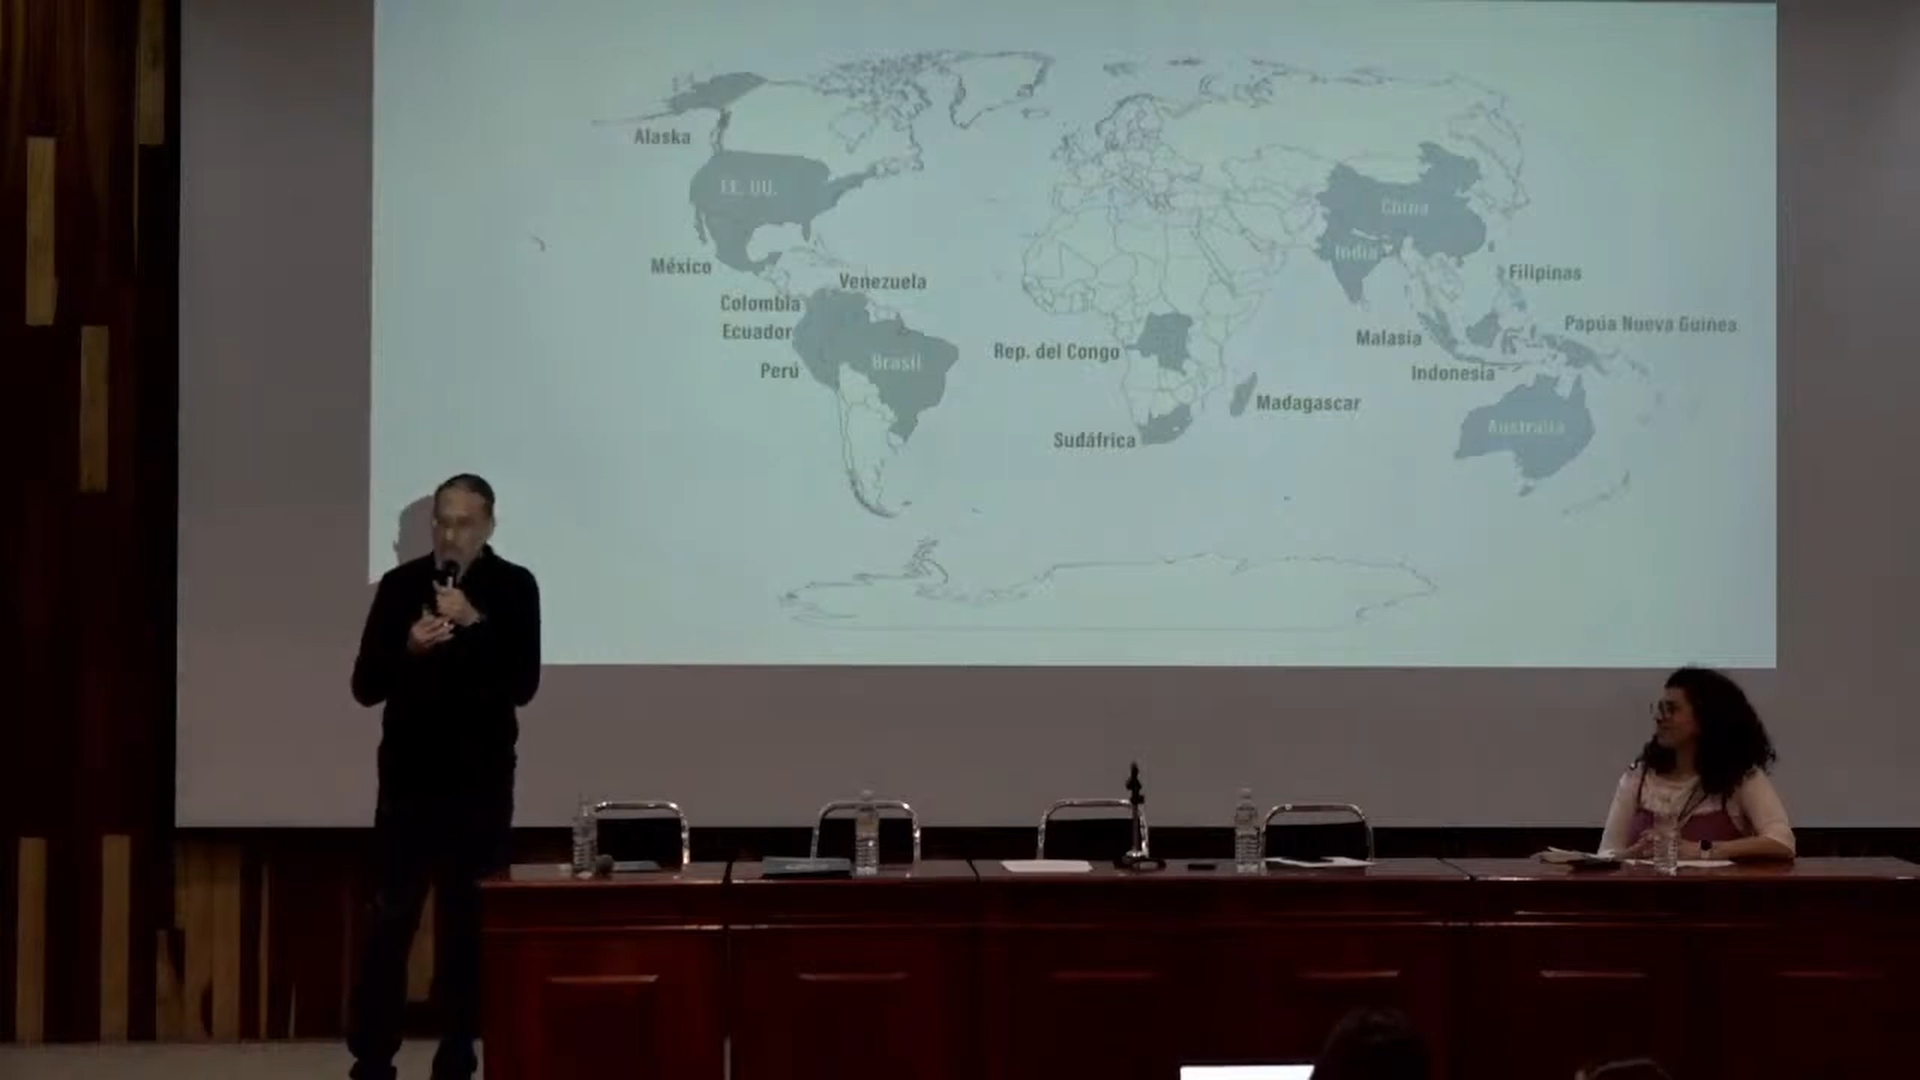 Alaska
EE. UU.
China
India
México
Filipinas
Venezuela
Colombia
Papúa Nueva Guinea
Ecuador
Malasia
Rep. del Congo
Brasil
Perú
Indonesia
Madagascar
Australia
Sudáfrica